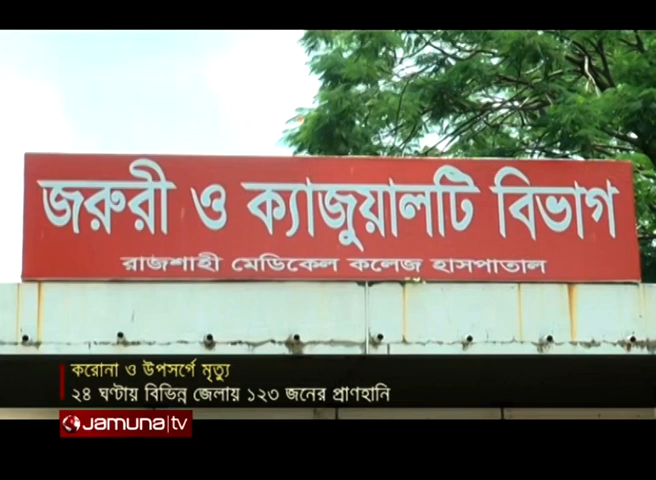 জরুরী ও ক্যাজুয়ালটি বিভাগ
রাজশাহী মেডিকেল কলেজ হাসপাতাল
করোনা ও উপসর্গে মৃত্যু
২৪ ঘণ্টায় বিভিন্ন জেলায় ১২৩ জনের প্রাণহানি
Jamuna tv